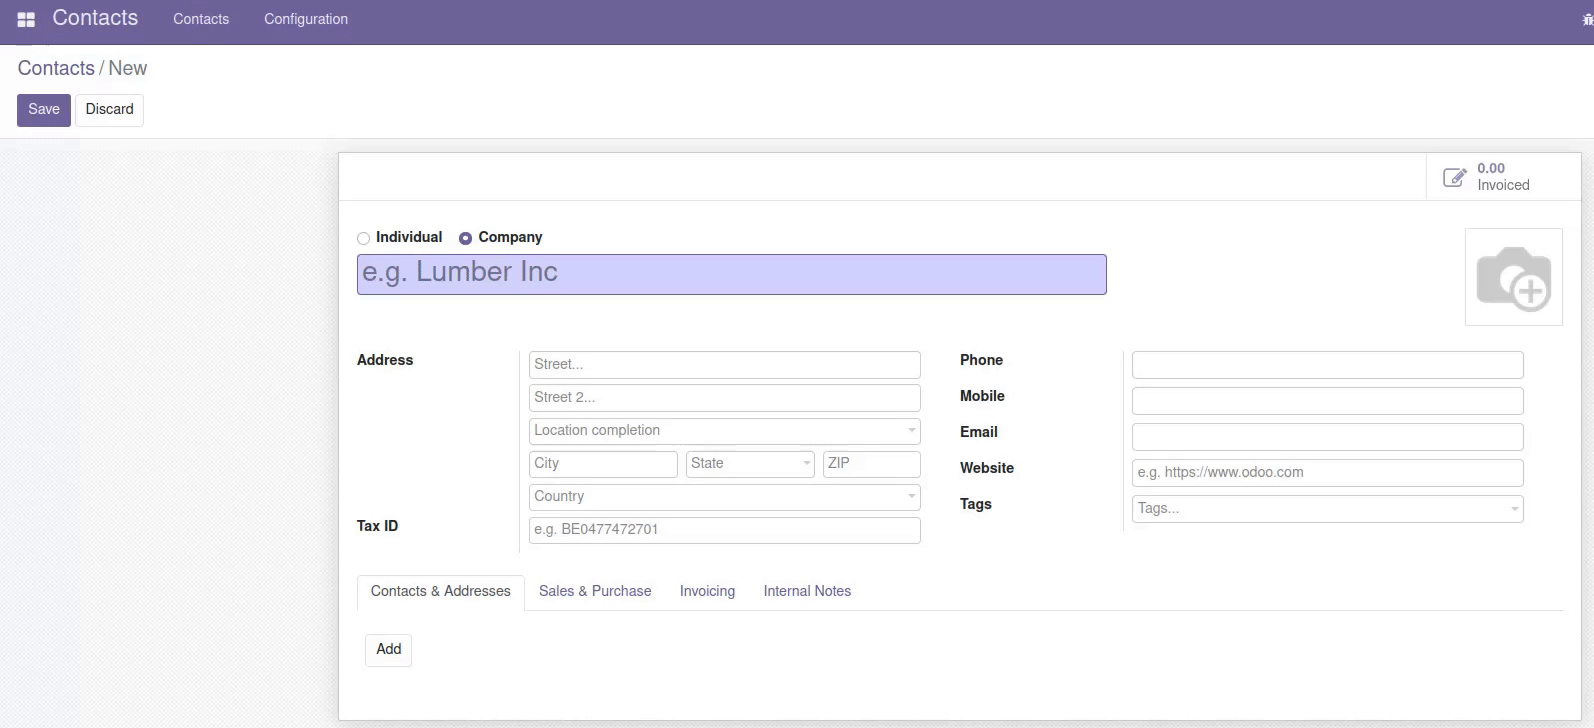 Contacts Contacts Configuration
Contacts / New
Save Discard
0.00
Invoiced
Individual Company
e.g. Lumber Inc
Address Street...
Street 2...
Location completion
City State ZIP
Country
Tax ID e.g. BE0477472701
Phone
Mobile
Email
Website e.g. https://www.odoo.com
Tags Tags...
Contacts & Addresses Sales & Purchase Invoicing Internal Notes
Add